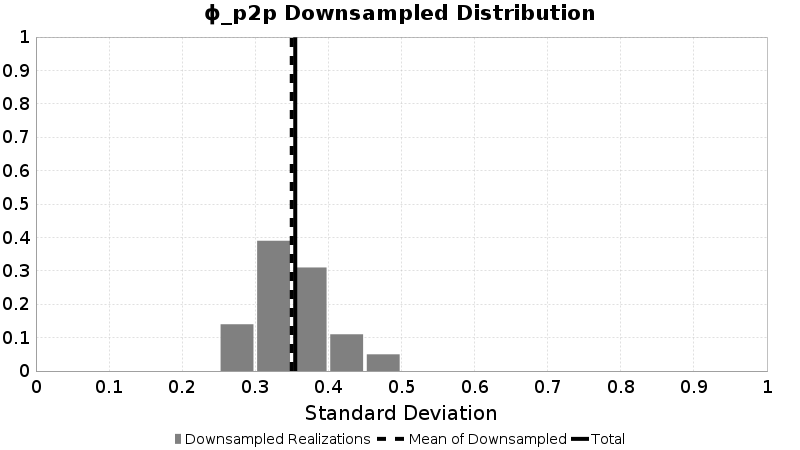 ϕ_p2p Downsampled Distribution
1
0.9
0.8
0.7
0.6
0.5
0.4
0.3
0.2
0.1
0
0 0.1 0.2 0.3 0.4 0.5 0.6 0.7 0.8 0.9 1
Standard Deviation
Downsampled Realizations Mean of Downsampled Total